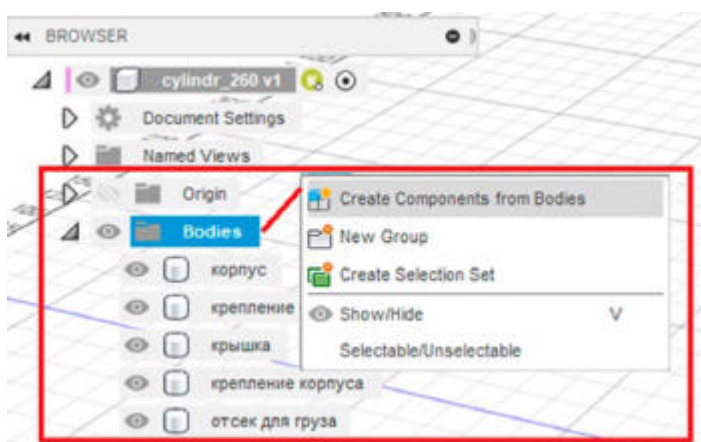 BROWSER
cylindr_260 v1
Document Settings
Named Views
Origin
Create Components from Bodies
Bodies
New Group
корпус
Create Selection Set
крепление
Show/Hide V
крышка
Selectable/Unselectable
крепление корпуса
отсек для груза